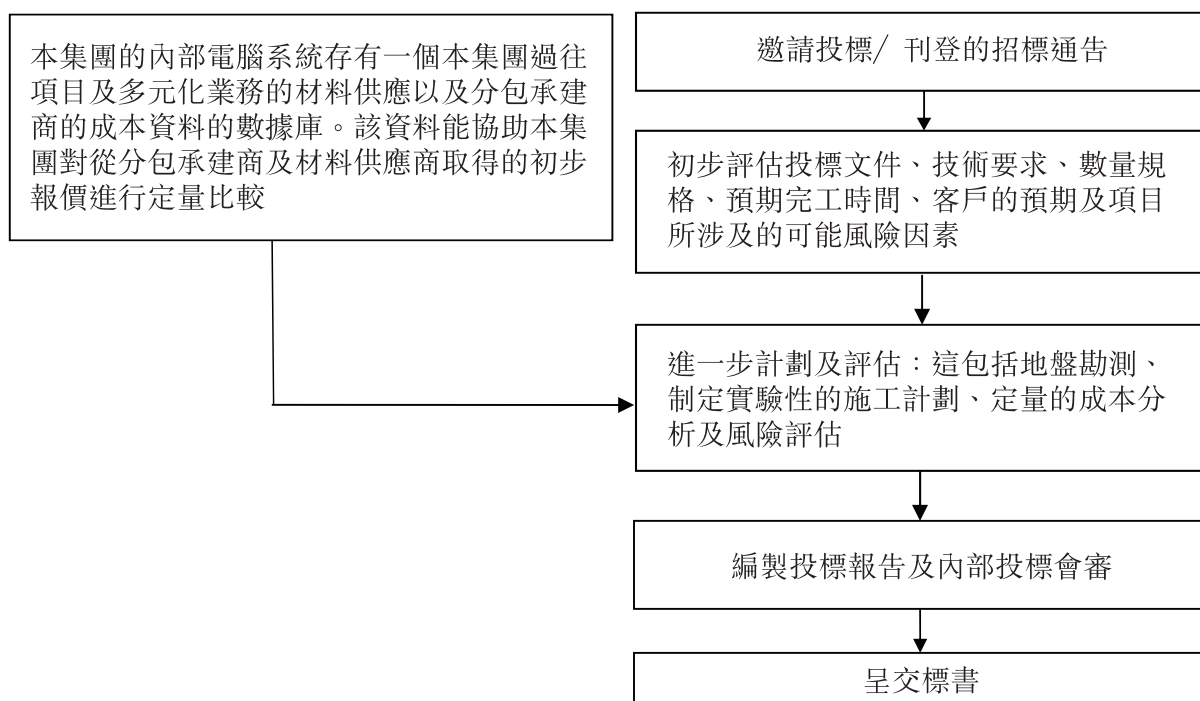 本集團的內部電腦系統存有一個本集團過往
項目及多元化業務的材料供應以及分包承建
商的成本資料的數據庫。該資料能協助本集
團對從分包承建商及材料供應商取得的初步
報價進行定量比較
邀請投標/ 刊登的招標通告
初步評估投標文件、技術要求、數量規
格、預期完工時間、客戶的預期及項目
所涉及的可能風險因素
進一步計劃及評估：這包括地盤勘測、
制定實驗性的施工計劃、定量的成本分
析及風險評估
編製投標報告及內部投標會審
呈交標書